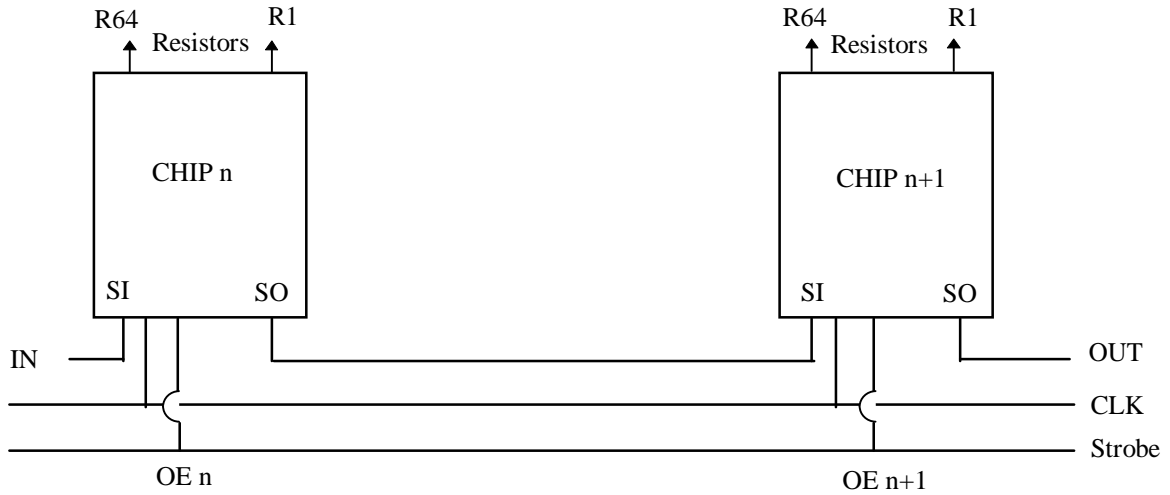 R64 R1 R64 R1
Resistors Resistors
CHIP n CHIP n+1
SI SO SI SO
IN OUT
CLK
Strobe
OE n OE n+1